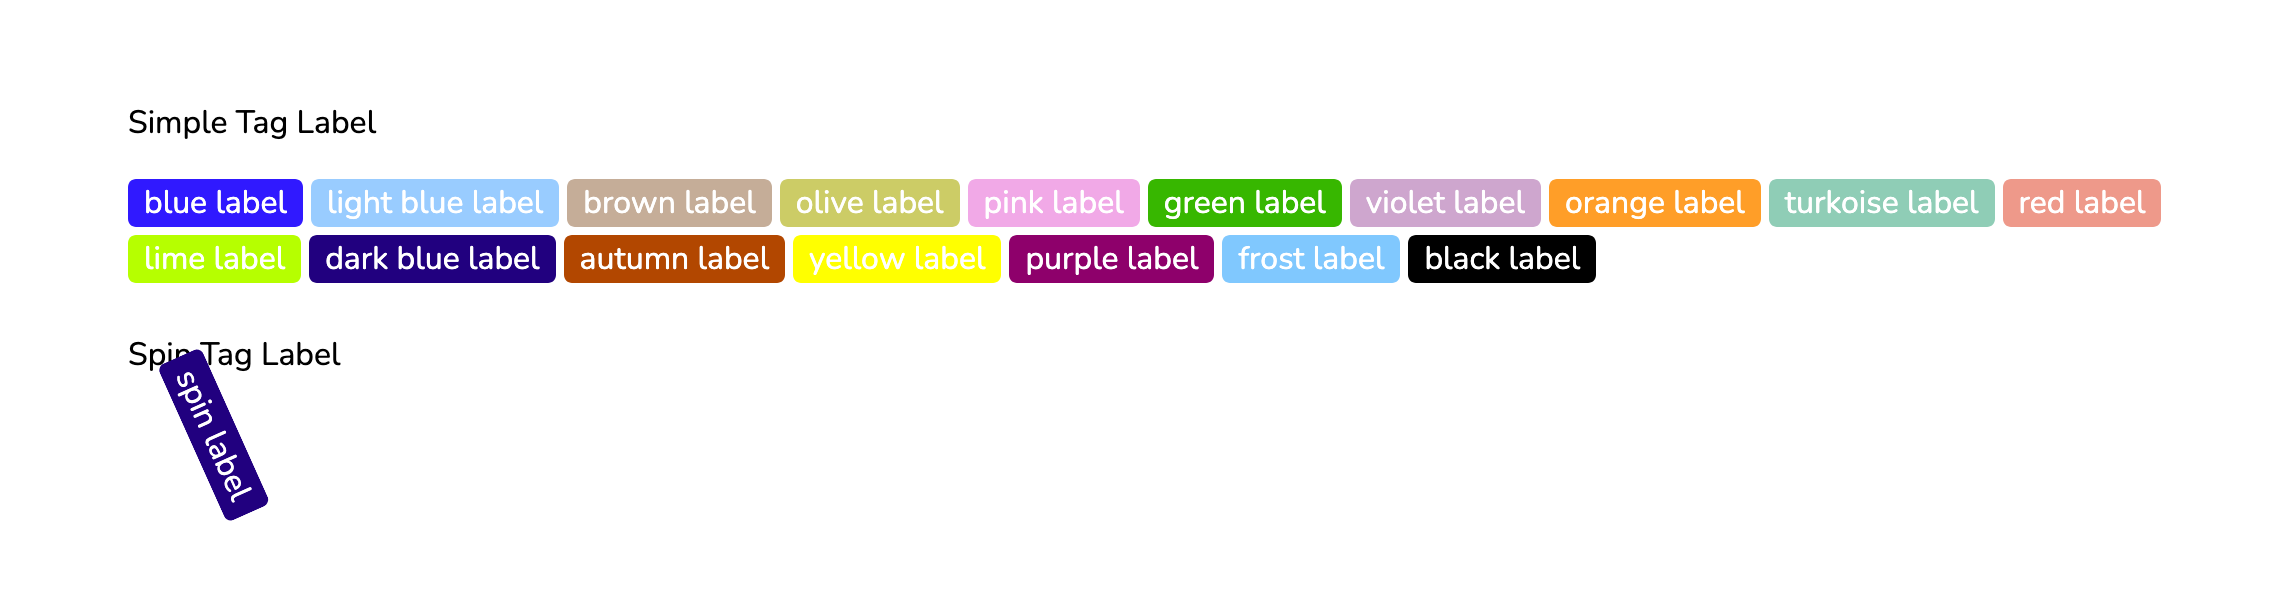 Simple Tag Label
blue label light blue label brown label olive label pink label green label violet label orange label turkoise label red label
lime label dark blue label autumn label yellow label purple label frost label black label
Spin Tag Label
spin label